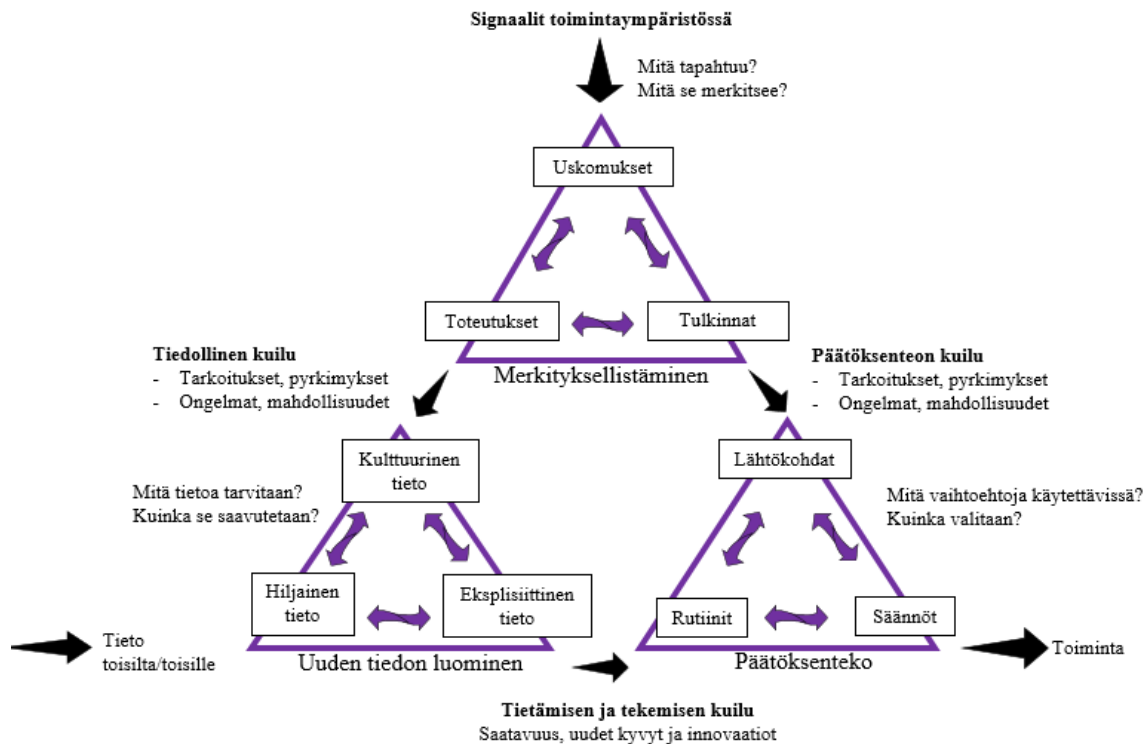 Signaalit toimintaympäristössä
Mitä tapahtuu?
Mitä se merkitsee?
Uskomukset
Toteutukset
Tulkinnat
Merkityksellistäminen
Tiedollinen kuilu
- Tarkoitukset, pyrkimykset
- Ongelmat, mahdollisuudet
Päätöksenteon kuilu
- Tarkoitukset, pyrkimykset
- Ongelmat, mahdollisuudet
Kulttuurinen
tieto
Mitä tietoa tarvitaan?
Kuinka se saavutetaan?
Hiljainen
tieto
Eksplisiittinen
tieto
Tieto
toisilta/toisille
Uuden tiedon luominen
Lähtökohdat
Mitä vaihtoehtoja käytettävissä?
Kuinka valitaan?
Rutiinit
Säännöt
Päätöksenteko
Toiminta
Tietämisen ja tekemisen kuilu
Saatavuus, uudet kyvyt ja innovaatiot